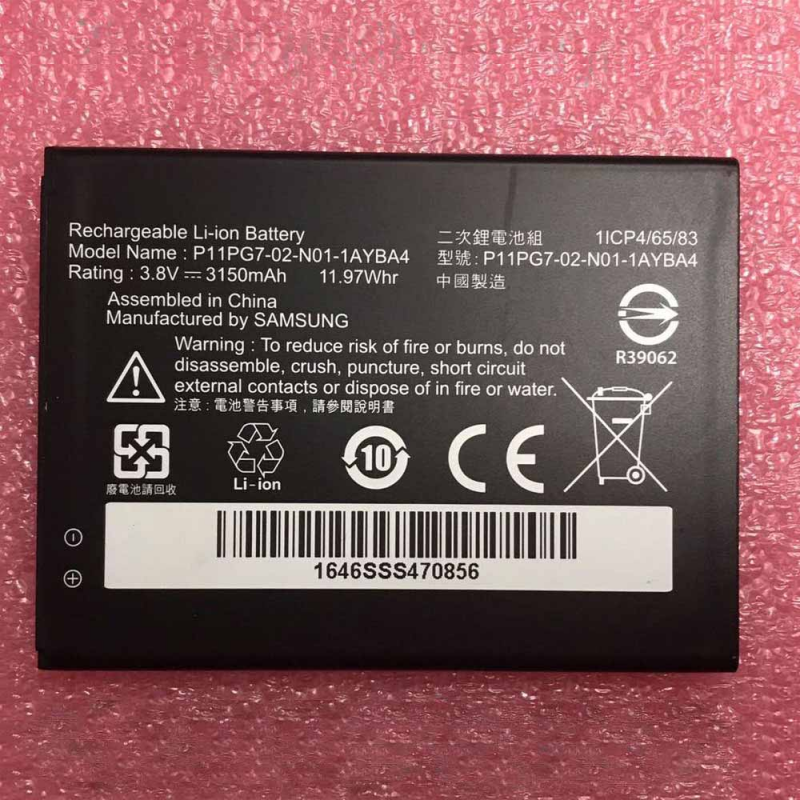 Rechargeable Li-ion Battery
二次鋰電池組 1ICP4/65/83
Model Name : P11PG7-02-N01-1AYBA4
型號: P11PG7-02-N01-1AYBA4
Rating : 3.8V⎓3150mAh 11.97Whr
中國製造
Assembled in China
Manufactured by SAMSUNG
R39062
Warning : To reduce risk of fire or burns, do not
disassemble, crush, puncture, short circuit
external contacts or dispose of in fire or water.
注意 : 電池警告事項，請參閱說明書
廢電池請回收
Li-ion
10
CE
1646SSS470856